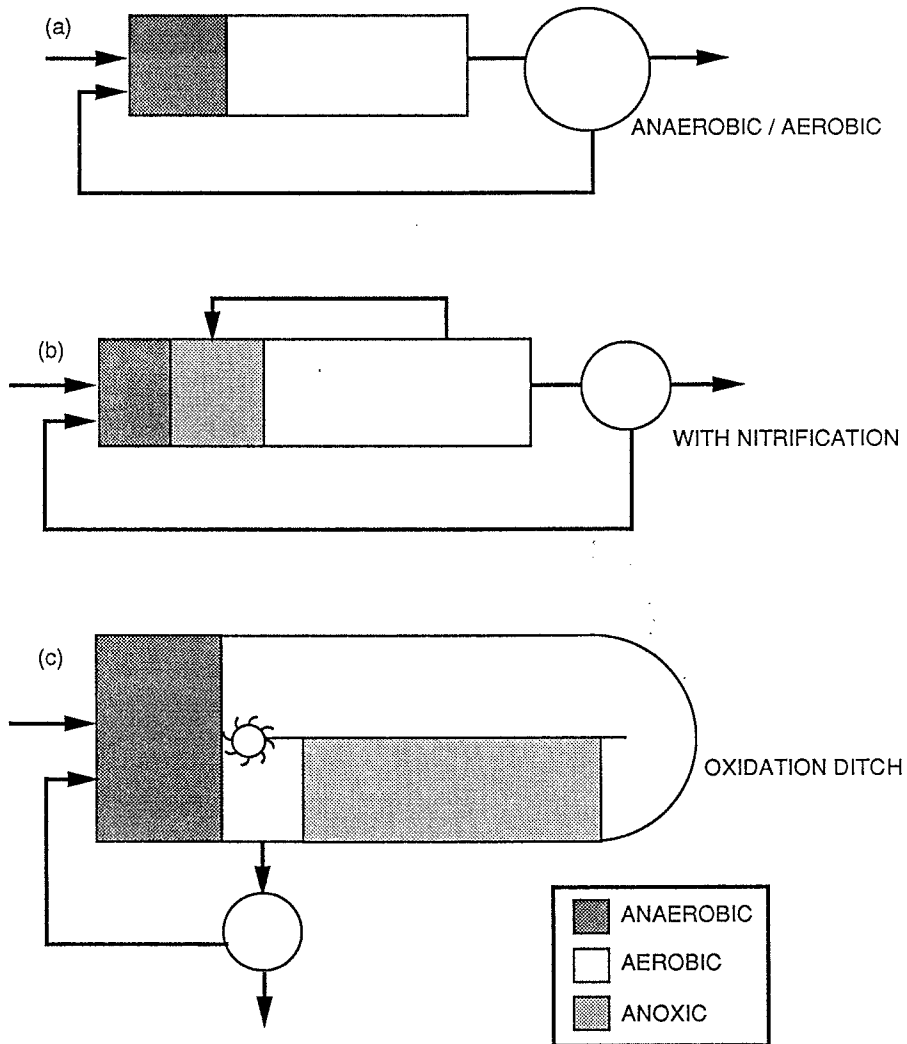 (a)
ANAEROBIC / AEROBIC
(b)
WITH NITRIFICATION
(c)
OXIDATION DITCH
ANAEROBIC
AEROBIC
ANOXIC